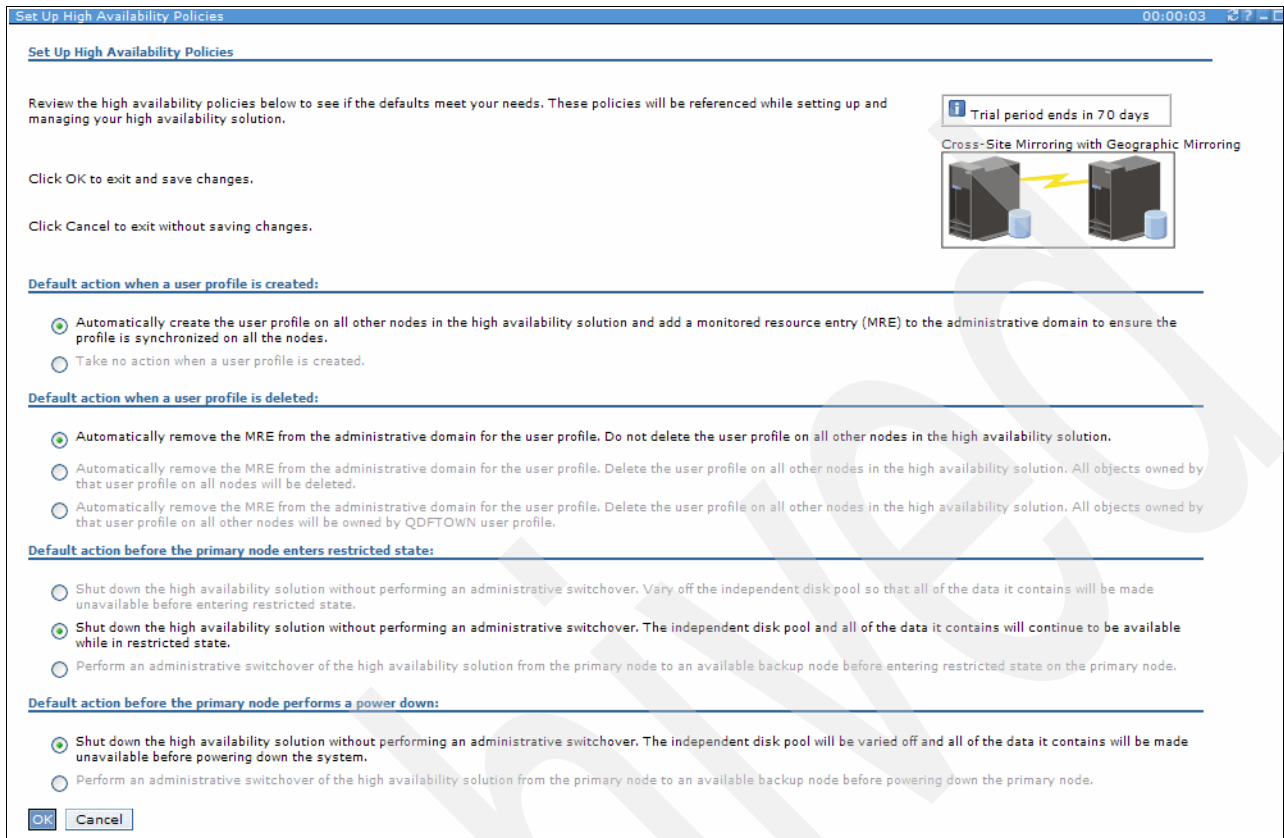 Set Up High Availability Policies 00:00:03
Set Up High Availability Policies
Review the high availability policies below to see if the defaults meet your needs. These policies will be referenced while setting up and
managing your high availability solution.
Trial period ends in 70 days
Cross-Site Mirroring with Geographic Mirroring
Click OK to exit and save changes.
Click Cancel to exit without saving changes.
Default action when a user profile is created:
Automatically create the user profile on all other nodes in the high availability solution and add a monitored resource entry (MRE) to the administrative domain to ensure the
profile is synchronized on all the nodes.
Take no action when a user profile is created.
Default action when a user profile is deleted:
Automatically remove the MRE from the administrative domain for the user profile. Do not delete the user profile on all other nodes in the high availability solution.
Automatically remove the MRE from the administrative domain for the user profile. Delete the user profile on all other nodes in the high availability solution. All objects owned by
that user profile on all nodes will be deleted.
Automatically remove the MRE from the administrative domain for the user profile. Delete the user profile on all other nodes in the high availability solution. All objects owned by
that user profile on all other nodes will be owned by QDFTOWN user profile.
Default action before the primary node enters restricted state:
Shut down the high availability solution without performing an administrative switchover. Vary off the independent disk pool so that all of the data it contains will be made
unavailable before entering restricted state.
Shut down the high availability solution without performing an administrative switchover. The independent disk pool and all of the data it contains will continue to be available
while in restricted state.
Perform an administrative switchover of the high availability solution from the primary node to an available backup node before entering restricted state on the primary node.
Default action before the primary node performs a power down:
Shut down the high availability solution without performing an administrative switchover. The independent disk pool will be varied off and all of the data it contains will be made
unavailable before powering down the system.
Perform an administrative switchover of the high availability solution from the primary node to an available backup node before powering down the primary node.
OK Cancel